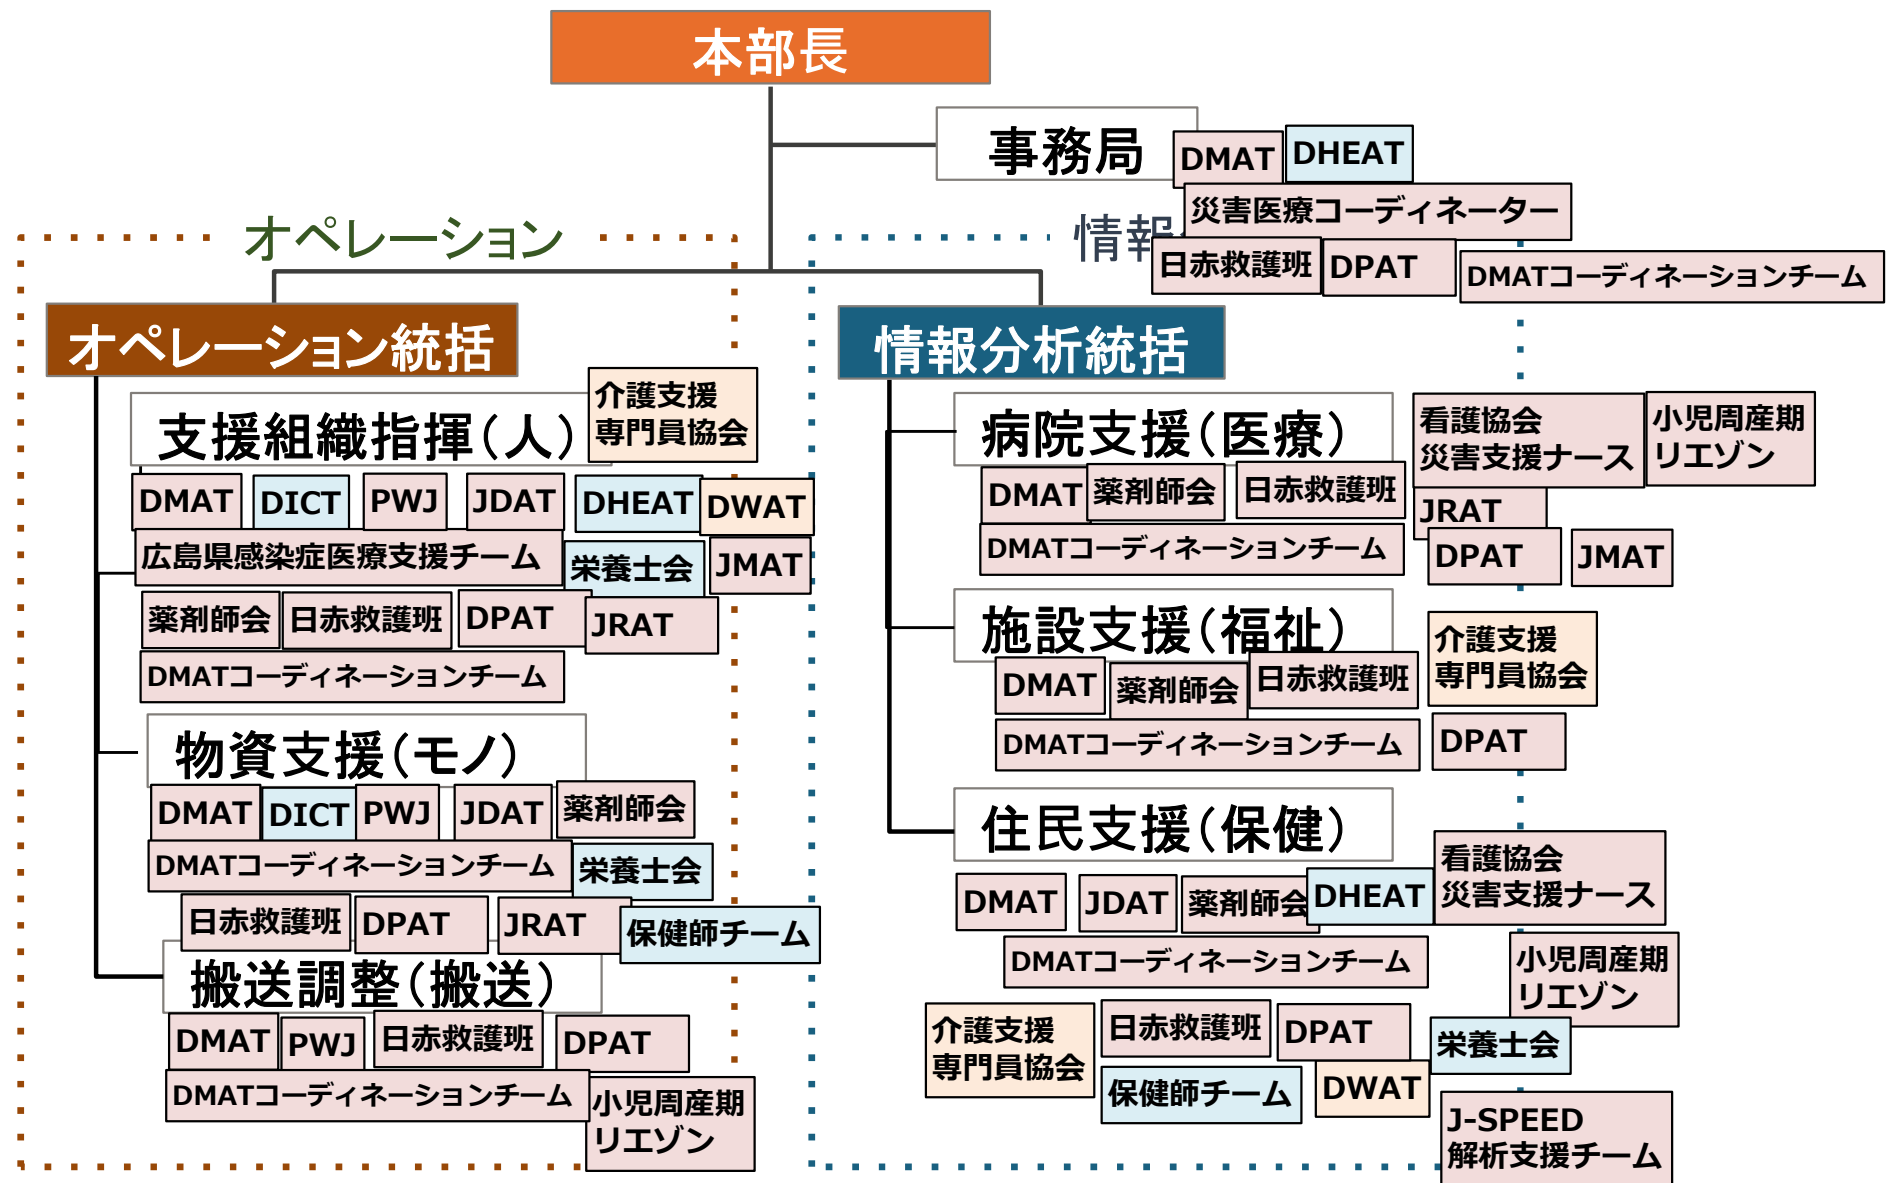 本部長
事務局
DMAT
DHEAT
災害医療コーディネーター
日赤救護班
DPAT
DMATコーディネーションチーム
オペレーション
情報
オペレーション統括
支援組織指揮（人）
介護支援
専門員協会
DMAT
DICT
PWJ
JDAT
DHEAT
DWAT
広島県感染症医療支援チーム
栄養士会
JMAT
薬剤師会
日赤救護班
DPAT
JRAT
DMATコーディネーションチーム
物資支援（モノ）
DMAT
DICT
PWJ
JDAT
薬剤師会
DMATコーディネーションチーム
栄養士会
日赤救護班
DPAT
JRAT
保健師チーム
搬送調整（搬送）
DMAT
PWJ
日赤救護班
DPAT
DMATコーディネーションチーム
小児周産期
リエゾン
情報分析統括
病院支援（医療）
看護協会
災害支援ナース
小児周産期
リエゾン
DMAT
薬剤師会
日赤救護班
JRAT
DMATコーディネーションチーム
DPAT
JMAT
施設支援（福祉）
介護支援
専門員協会
DMAT
薬剤師会
日赤救護班
DMATコーディネーションチーム
DPAT
住民支援（保健）
看護協会
災害支援ナース
DMAT
JDAT
薬剤師会
DHEAT
DMATコーディネーションチーム
小児周産期
リエゾン
介護支援
専門員協会
日赤救護班
DPAT
栄養士会
保健師チーム
DWAT
J-SPEED
解析支援チーム